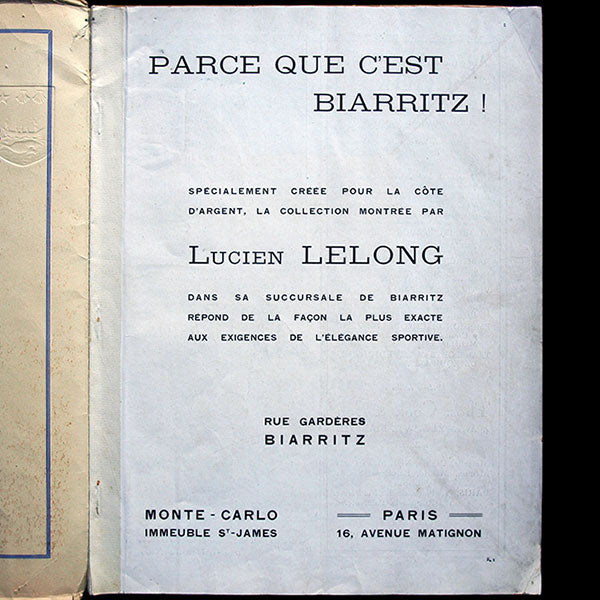 PARCE QUE C'EST
BIARRITZ !
SPÉCIALEMENT CRÉÉE POUR LA CÔTE
D'ARGENT, LA COLLECTION MONTRÉE PAR
LUCIEN LELONG
DANS SA SUCCURSALE DE BIARRITZ
RÉPOND DE LA FAÇON LA PLUS EXACTE
AUX EXIGENCES DE L'ÉLÉGANCE SPORTIVE.
RUE GARDÈRES
BIARRITZ
MONTE-CARLO
IMMEUBLE ST-JAMES
PARIS
16, AVENUE MATIGNON